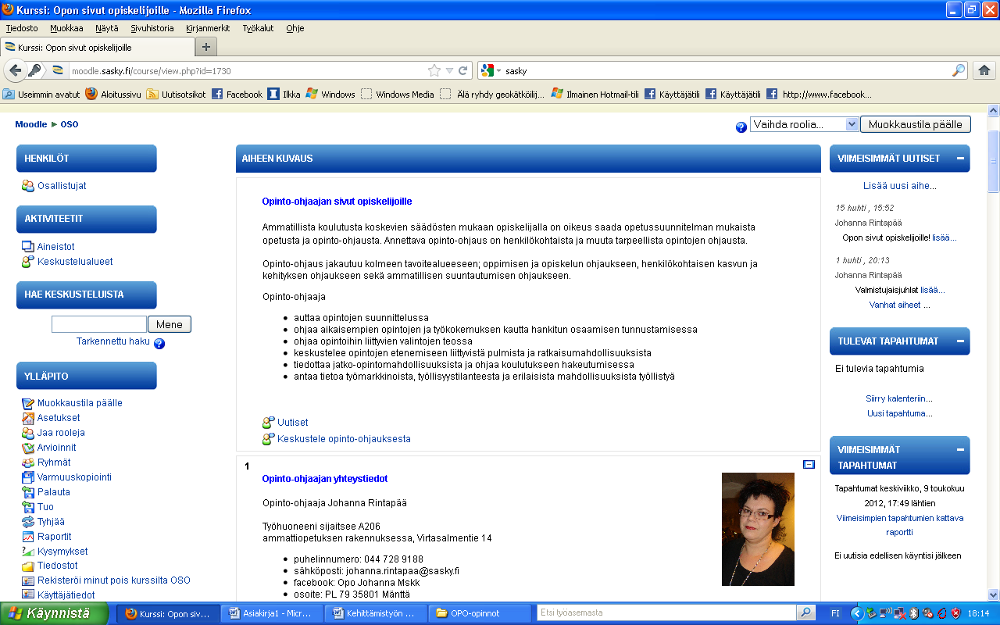 Kurssi: Opon sivut opiskelijoille - Mozilla Firefox
Tiedosto Muokkaa Näytä Sivuhistoria Kirjanmerkit Työkalut Ohje
Kurssi: Opon sivut opiskelijoille
moodle.sasky.fi/course/view.php?id=1730
sasky
Useimmin avatut Aloitussivu Uutisotsikot Facebook Ilkka Windows Windows Media Älä ryhdy geokätköilij... Ilmainen Hotmail-tili Käyttäjätili Käyttäjätili http://www.facebook...
Moodle ► OSO
Vaihda roolia...
Muokkaustila päälle
HENKILÖT
Osallistujat
AKTIVITEETIT
Aineistot
Keskustelualueet
HAE KESKUSTELUISTA
Mene
Tarkennettu haku
YLLÄPITO
Muokkaustila päälle
Asetukset
Jaa rooleja
Arvioinnit
Ryhmät
Varmuuskopiointi
Palauta
Tuo
Tyhjää
Raportit
Kysymykset
Tiedostot
Rekisteröi minut pois kurssilta OSO
Käyttäjätiedot
AIHEEN KUVAUS
Opinto-ohjaajan sivut opiskelijoille
Ammatillista koulutusta koskevien säädösten mukaan opiskelijalla on oikeus saada opetussuunnitelman mukaista
opetusta ja opinto-ohjausta. Annettava opinto-ohjaus on henkilökohtaista ja muuta tarpeellista opintojen ohjausta.
Opinto-ohjaus jakautuu kolmeen tavoitealueeseen; oppimisen ja opiskelun ohjaukseen, henkilökohtaisen kasvun ja
kehityksen ohjaukseen sekä ammatillisen suuntautumisen ohjaukseen.
Opinto-ohjaaja
• auttaa opintojen suunnittelussa
• ohjaa aikaisempien opintojen ja työkokemuksen kautta hankitun osaamisen tunnustamisessa
• ohjaa opintoihin liittyvien valintojen teossa
• keskustelee opintojen etenemiseen liittyvistä pulmista ja ratkaisumahdollisuuksista
• tiedottaa jatko-opintomahdollisuuksista ja ohjaa koulutukseen hakeutumisessa
• antaa tietoa työmarkkinoista, työllisyystilanteesta ja erilaisista mahdollisuuksista työllistyä
Uutiset
Keskustele opinto-ohjauksesta
1
Opinto-ohjaajan yhteystiedot
Opinto-ohjaaja Johanna Rintapää
Työhuoneeni sijaitsee A206
ammattiopetuksen rakennuksessa, Virtasalmentie 14
• puhelinnumero: 044 728 9188
• sähköposti: johanna.rintapaa@sasky.fi
• facebook: Opo Johanna Mskk
• osoite: PL 79 35801 Mänttä
VIIMEISIMMÄT UUTISET
Lisää uusi aihe...
15 huhti , 15:52
Johanna Rintapää
Opon sivut opiskelijoille! lisää...
1 huhti , 20:13
Johanna Rintapää
Valmistujaisjuhlat lisää...
Vanhat aiheet ...
TULEVAT TAPAHTUMAT
Ei tulevia tapahtumia
Siirry kalenteriin...
Uusi tapahtuma...
VIIMEISIMMÄT
TAPAHTUMAT
Tapahtumat keskiviikko, 9 toukokuu
2012, 17:49 lähtien
Viimeisimpien tapahtumien kattava
raportti
Ei uutisia edellisen käyntisi jälkeen
Käynnistä
Kurssi: Opon siv...
Asiakirja1 - Micr...
Kehittämistyön ...
OPO-opinnot
Etsi työasemasta
FI
18:14